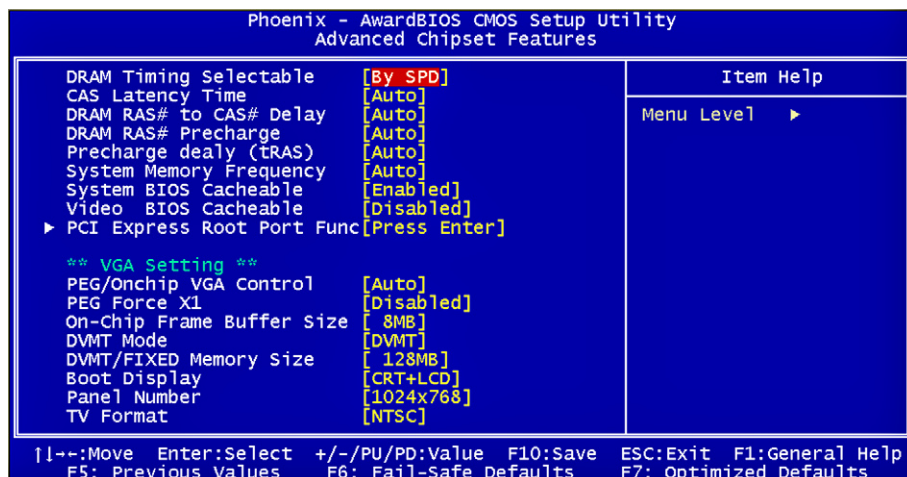 Phoenix - AwardBIOS CMOS Setup Utility
Advanced Chipset Features
DRAM Timing Selectable [By SPD]
CAS Latency Time [Auto]
DRAM RAS# to CAS# Delay [Auto]
DRAM RAS# Precharge [Auto]
Precharge dealy (tRAS) [Auto]
System Memory Frequency [Auto]
System BIOS Cacheable [Enabled]
Video BIOS Cacheable [Disabled]
▶ PCI Express Root Port Func[Press Enter]
** VGA Setting **
PEG/Onchip VGA Control [Auto]
PEG Force X1 [Disabled]
On-Chip Frame Buffer Size [ 8MB]
DVMT Mode [DVMT]
DVMT/FIXED Memory Size [ 128MB]
Boot Display [CRT+LCD]
Panel Number [1024x768]
TV Format [NTSC]
Item Help
Menu Level ▶
↑↓→←:Move Enter:Select +/-/PU/PD:Value F10:Save ESC:Exit F1:General Help
F5: Previous Values F6: Fail-Safe Defaults F7: Optimized Defaults